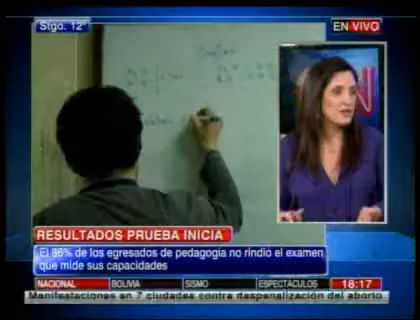 Stgo. 12°
EN VIVO
RESULTADOS PRUEBA INICIA
El 86% de los egresados de pedagogía no rindió el examen
que mide sus capacidades
NACIONAL BOLIVIA SISMO ESPECTÁCULOS 18:17
Manifestaciones en 7 ciudades contra despenalización del aborto